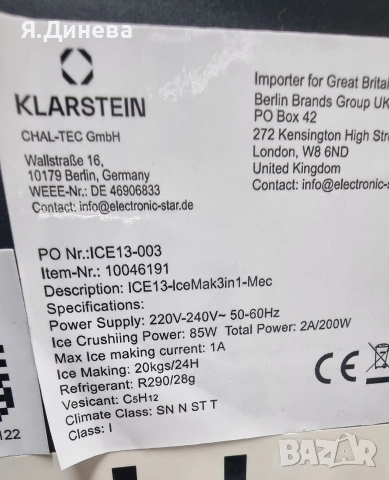 Я.Динева
KLARSTEIN
CHAL-TEC GmbH
Wallstraße 16,
10179 Berlin, Germany
WEEE-Nr.: DE 46906833
Contact: info@electronic-star.de
Importer for Great Britai
Berlin Brands Group UK
PO Box 42
272 Kensington High Stre
London, W8 6ND
United Kingdom
Contact: info@electronic-
PO Nr.:ICE13-003
Item-Nr.: 10046191
Description: ICE13-IceMak3in1-Mec
Specifications:
Power Supply: 220V-240V~ 50-60Hz
Ice Crushiing Power: 85W Total Power: 2A/200W
Max Ice making current: 1A
Ice Making: 20kgs/24H
Refrigerant: R290/28g
Vesicant: C₅H₁₂
Climate Class: SN N ST T
Class: I
CE
122
bazar